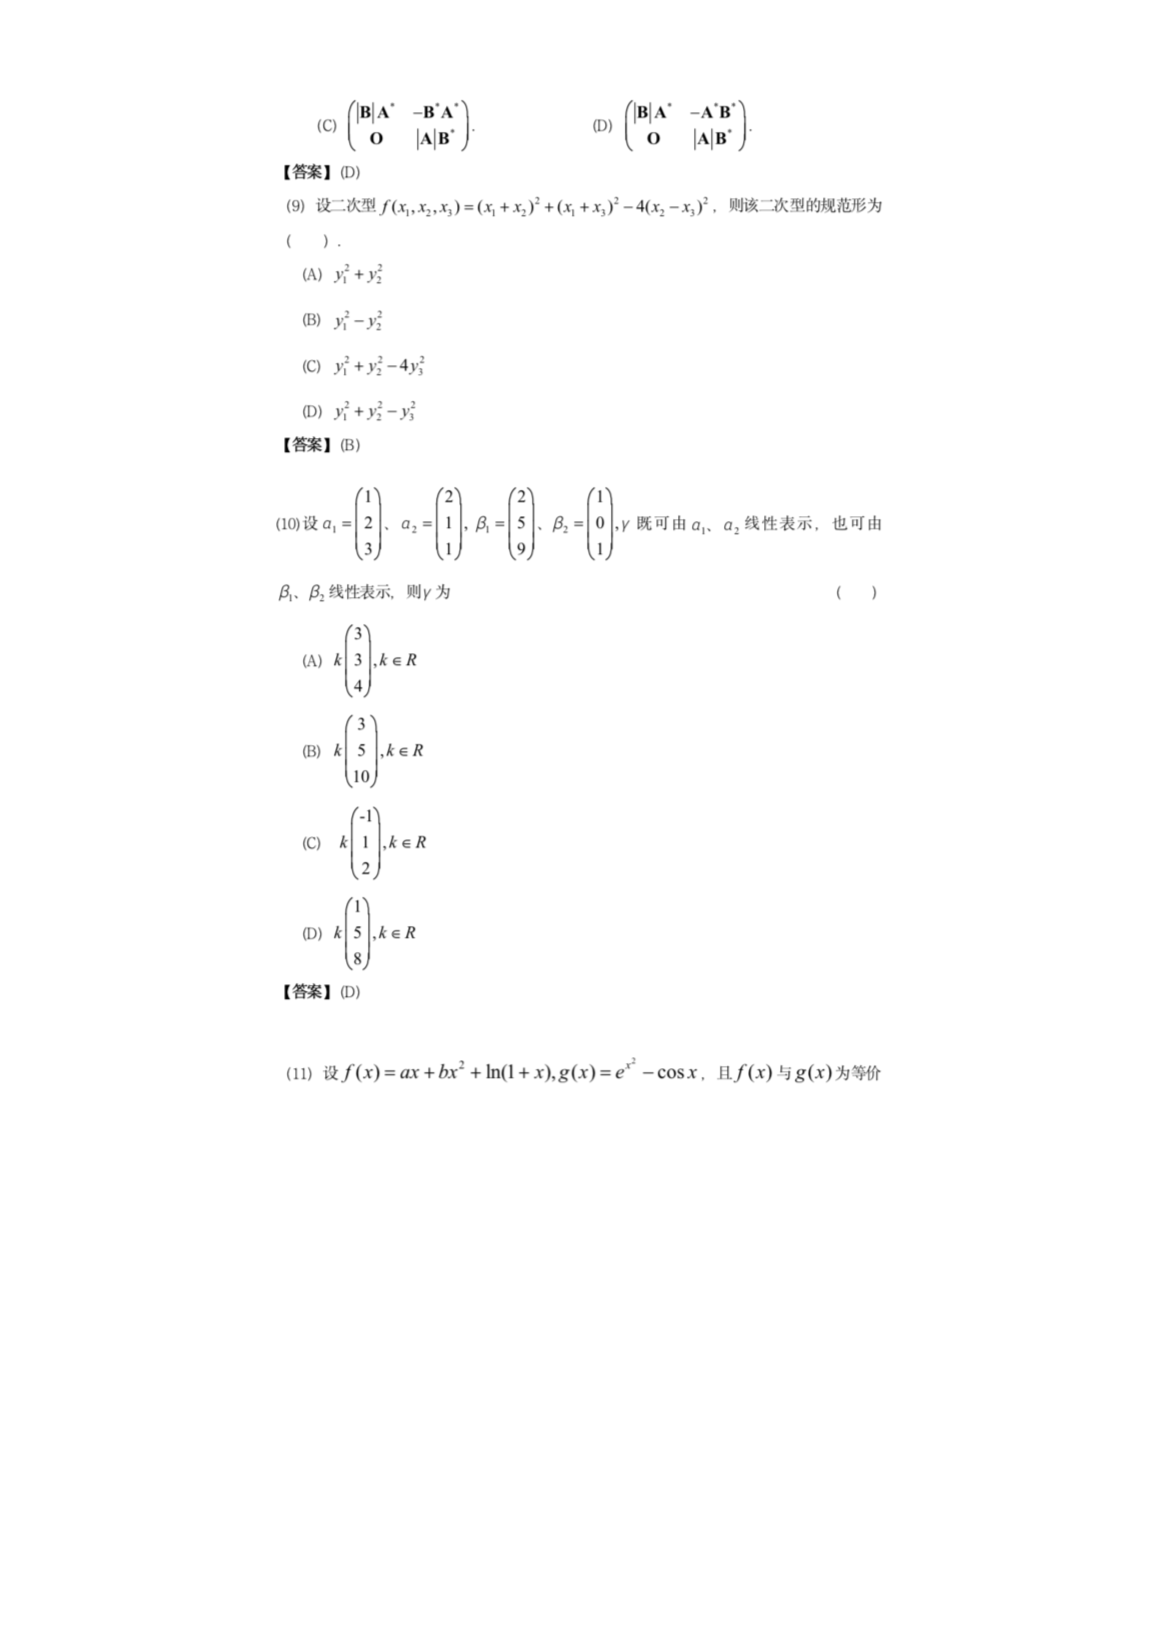 (C) $\begin{pmatrix} |\mathbf{B}|\mathbf{A}^* & -\mathbf{B}^*\mathbf{A}^* \\ \mathbf{O} & |\mathbf{A}|\mathbf{B}^* \end{pmatrix}$. (D) $\begin{pmatrix} |\mathbf{B}|\mathbf{A}^* & -\mathbf{A}^*\mathbf{B}^* \\ \mathbf{O} & |\mathbf{A}|\mathbf{B}^* \end{pmatrix}$.
【答案】(D)
(9) 设二次型 $f(x_1,x_2,x_3)=(x_1+x_2)^2+(x_1+x_3)^2-4(x_2-x_3)^2$，则该二次型的规范形为
( ).
(A) $y_1^2+y_2^2$
(B) $y_1^2-y_2^2$
(C) $y_1^2+y_2^2-4y_3^2$
(D) $y_1^2+y_2^2-y_3^2$
【答案】(B)
(10)设 $\alpha_1=\begin{pmatrix}1\\2\\3\end{pmatrix}$、$\alpha_2=\begin{pmatrix}2\\1\\1\end{pmatrix}$, $\beta_1=\begin{pmatrix}2\\5\\9\end{pmatrix}$、$\beta_2=\begin{pmatrix}1\\0\\1\end{pmatrix}$,$\gamma$ 既可由 $\alpha_1$、$\alpha_2$ 线性表示，也可由
$\beta_1$、$\beta_2$ 线性表示，则$\gamma$ 为 ( )
(A) $k\begin{pmatrix}3\\3\\4\end{pmatrix},k\in R$
(B) $k\begin{pmatrix}3\\5\\10\end{pmatrix},k\in R$
(C) $k\begin{pmatrix}-1\\1\\2\end{pmatrix},k\in R$
(D) $k\begin{pmatrix}1\\5\\8\end{pmatrix},k\in R$
【答案】(D)
(11) 设 $f(x)=ax+bx^2+\ln(1+x),g(x)=e^{x^2}-\cos x$，且 $f(x)$ 与 $g(x)$ 为等价